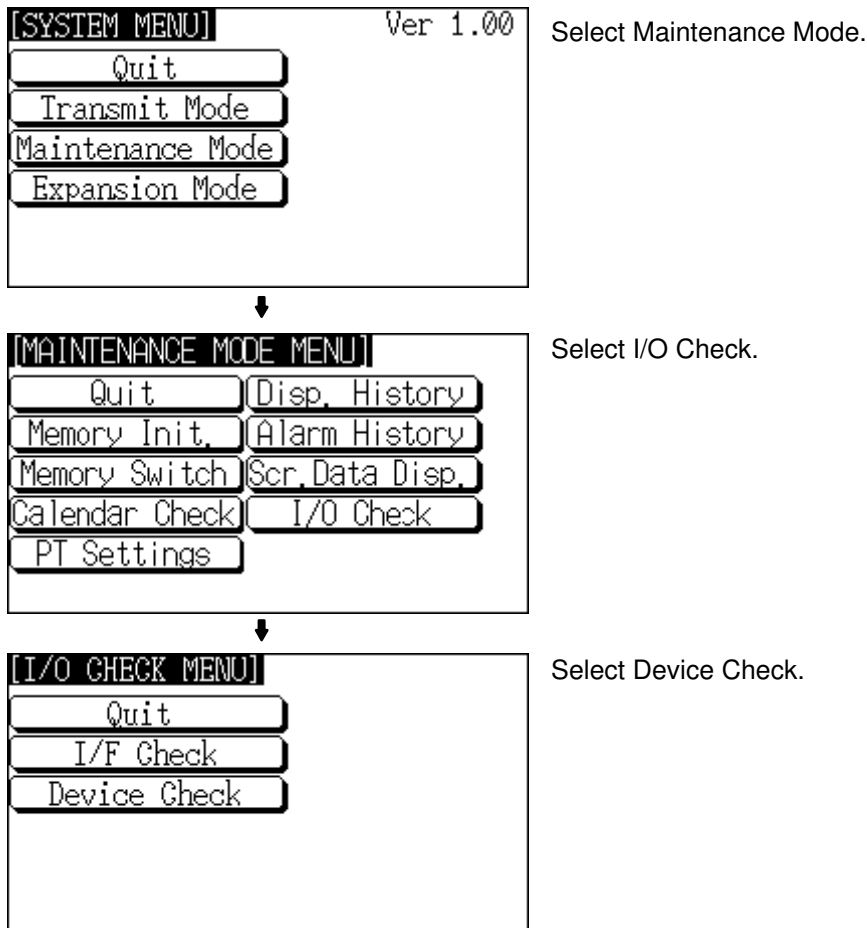 [SYSTEM MENU] Ver 1.00
Select Maintenance Mode.
Quit
Transmit Mode
Maintenance Mode
Expansion Mode
[MAINTENANCE MODE MENU]
Select I/O Check.
Quit Disp. History
Memory Init. Alarm History
Memory Switch Scr.Data Disp.
Calendar Check I/O Check
PT Settings
[I/O CHECK MENU]
Select Device Check.
Quit
I/F Check
Device Check